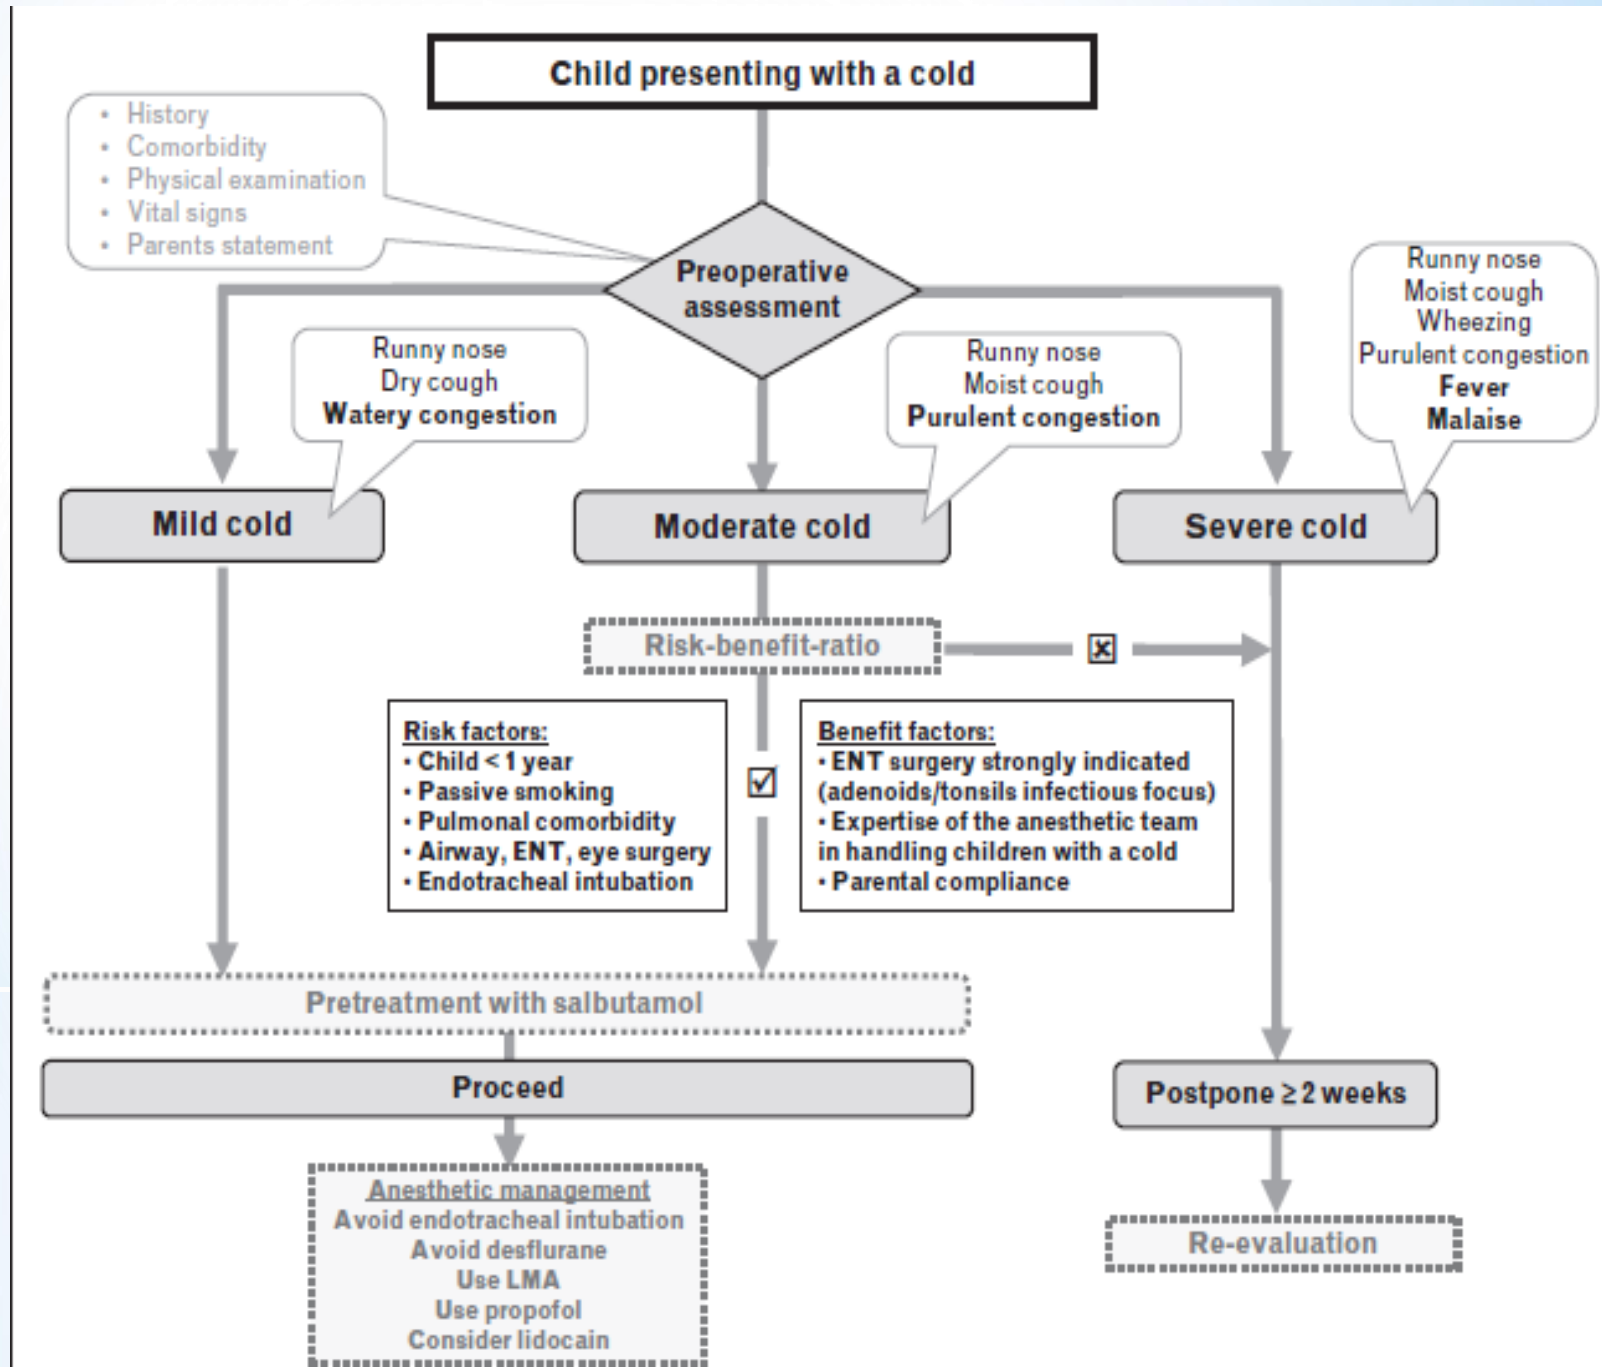 Child presenting with a cold
• History
• Comorbidity
• Physical examination
• Vital signs
• Parents statement
Preoperative
assessment
Runny nose
Dry cough
Watery congestion
Runny nose
Moist cough
Purulent congestion
Runny nose
Moist cough
Wheezing
Purulent congestion
Fever
Malaise
Mild cold
Moderate cold
Severe cold
Risk-benefit-ratio
Risk factors:
• Child < 1 year
• Passive smoking
• Pulmonal comorbidity
• Airway, ENT, eye surgery
• Endotracheal intubation
Benefit factors:
• ENT surgery strongly indicated
(adenoids/tonsils infectious focus)
• Expertise of the anesthetic team
in handling children with a cold
• Parental compliance
Pretreatment with salbutamol
Proceed
Postpone ≥ 2 weeks
Anesthetic management
Avoid endotracheal intubation
Avoid desflurane
Use LMA
Use propofol
Consider lidocain
Re-evaluation